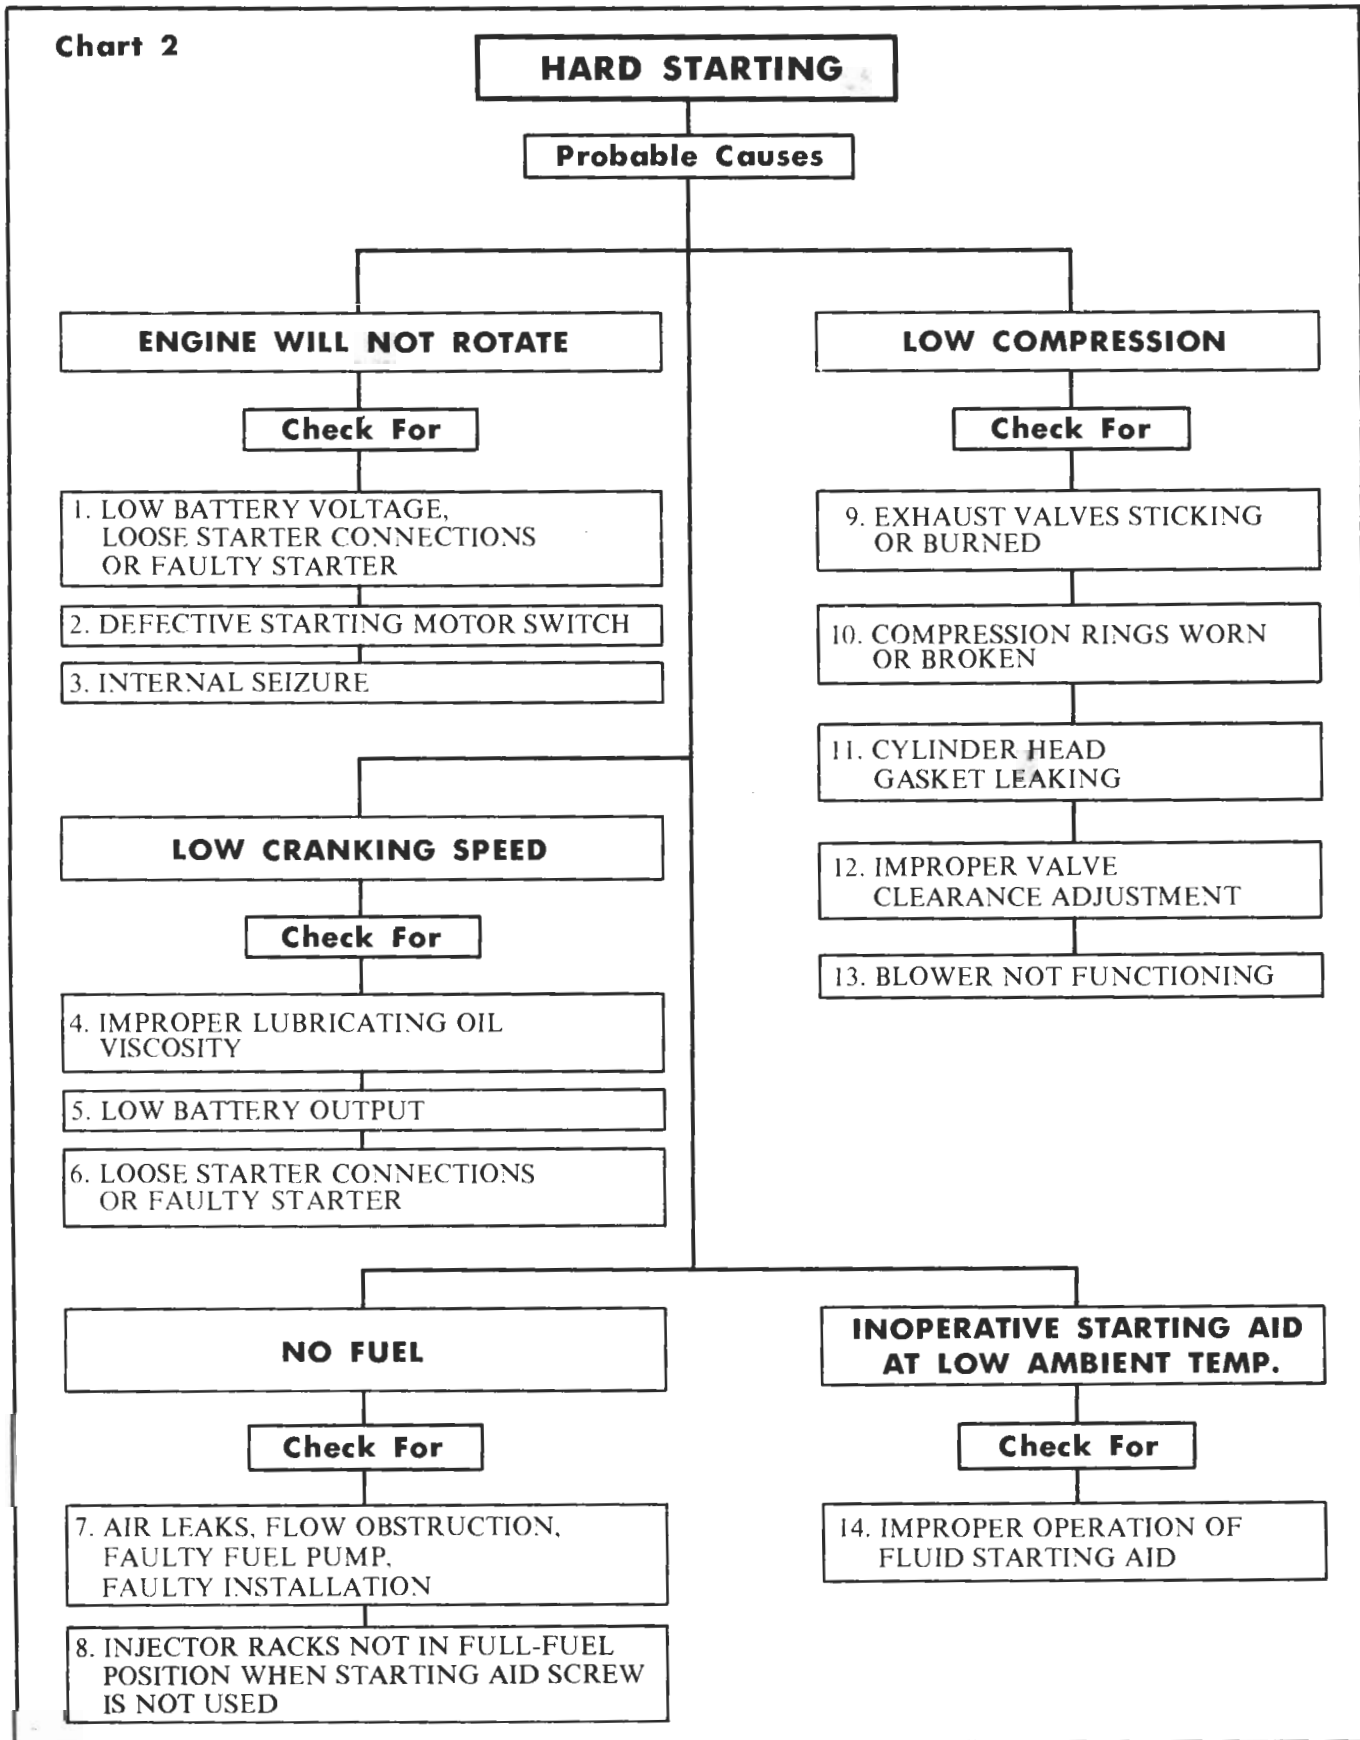 Chart 2
HARD STARTING
Probable Causes
ENGINE WILL NOT ROTATE
Check For
1. LOW BATTERY VOLTAGE,
LOOSE STARTER CONNECTIONS
OR FAULTY STARTER
2. DEFECTIVE STARTING MOTOR SWITCH
3. INTERNAL SEIZURE
LOW COMPRESSION
Check For
9. EXHAUST VALVES STICKING
OR BURNED
10. COMPRESSION RINGS WORN
OR BROKEN
11. CYLINDER HEAD
GASKET LEAKING
12. IMPROPER VALVE
CLEARANCE ADJUSTMENT
13. BLOWER NOT FUNCTIONING
LOW CRANKING SPEED
Check For
4. IMPROPER LUBRICATING OIL
VISCOSITY
5. LOW BATTERY OUTPUT
6. LOOSE STARTER CONNECTIONS
OR FAULTY STARTER
NO FUEL
Check For
7. AIR LEAKS, FLOW OBSTRUCTION,
FAULTY FUEL PUMP,
FAULTY INSTALLATION
8. INJECTOR RACKS NOT IN FULL-FUEL
POSITION WHEN STARTING AID SCREW
IS NOT USED
INOPERATIVE STARTING AID
AT LOW AMBIENT TEMP.
Check For
14. IMPROPER OPERATION OF
FLUID STARTING AID